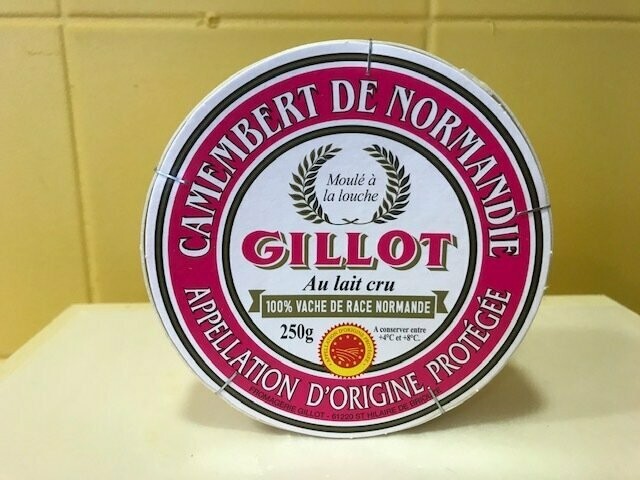 CAMEMBERT DE NORMANDIE
Moulé à
la louche
GILLOT
Au lait cru
100% VACHE DE RACE NORMANDE
250g
A conserver entre
+4°C et +8°C.
APPELLATION D'ORIGINE PROTÉGÉE
FROMAGERIE GILLOT - 61220 ST HILAIRE DE BRIOUZE